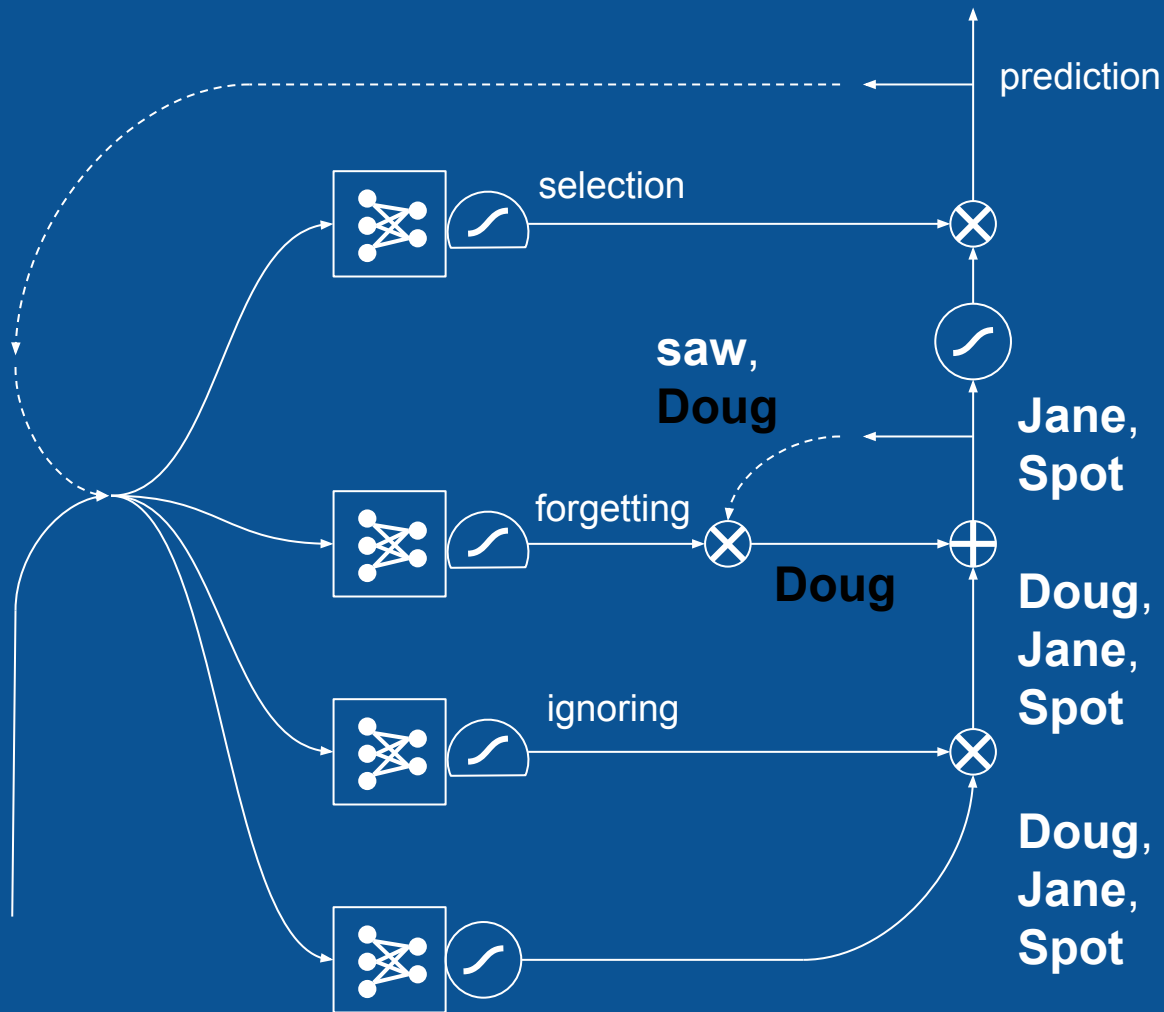 prediction
selection
saw,
Doug
Jane,
Spot
forgetting
Doug
Doug,
Jane,
Spot
ignoring
Doug,
Jane,
Spot